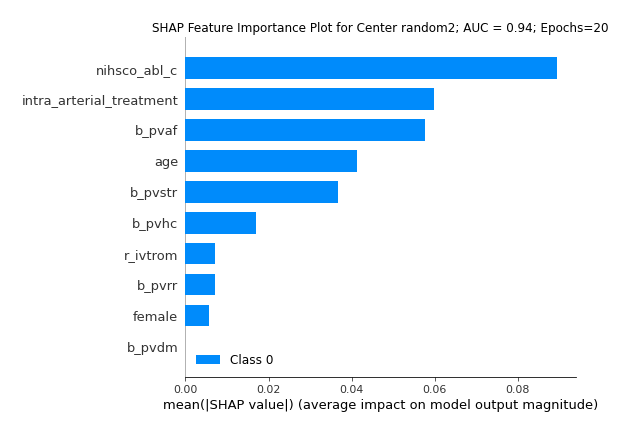 SHAP Feature Importance Plot for Center random2; AUC = 0.94; Epochs=20
nihsco_abl_c
intra_arterial_treatment
b_pvaf
age
b_pvstr
b_pvhc
r_ivtrom
b_pvrr
female
b_pvdm
Class 0
0.00 0.02 0.04 0.06 0.08
mean(|SHAP value|) (average impact on model output magnitude)